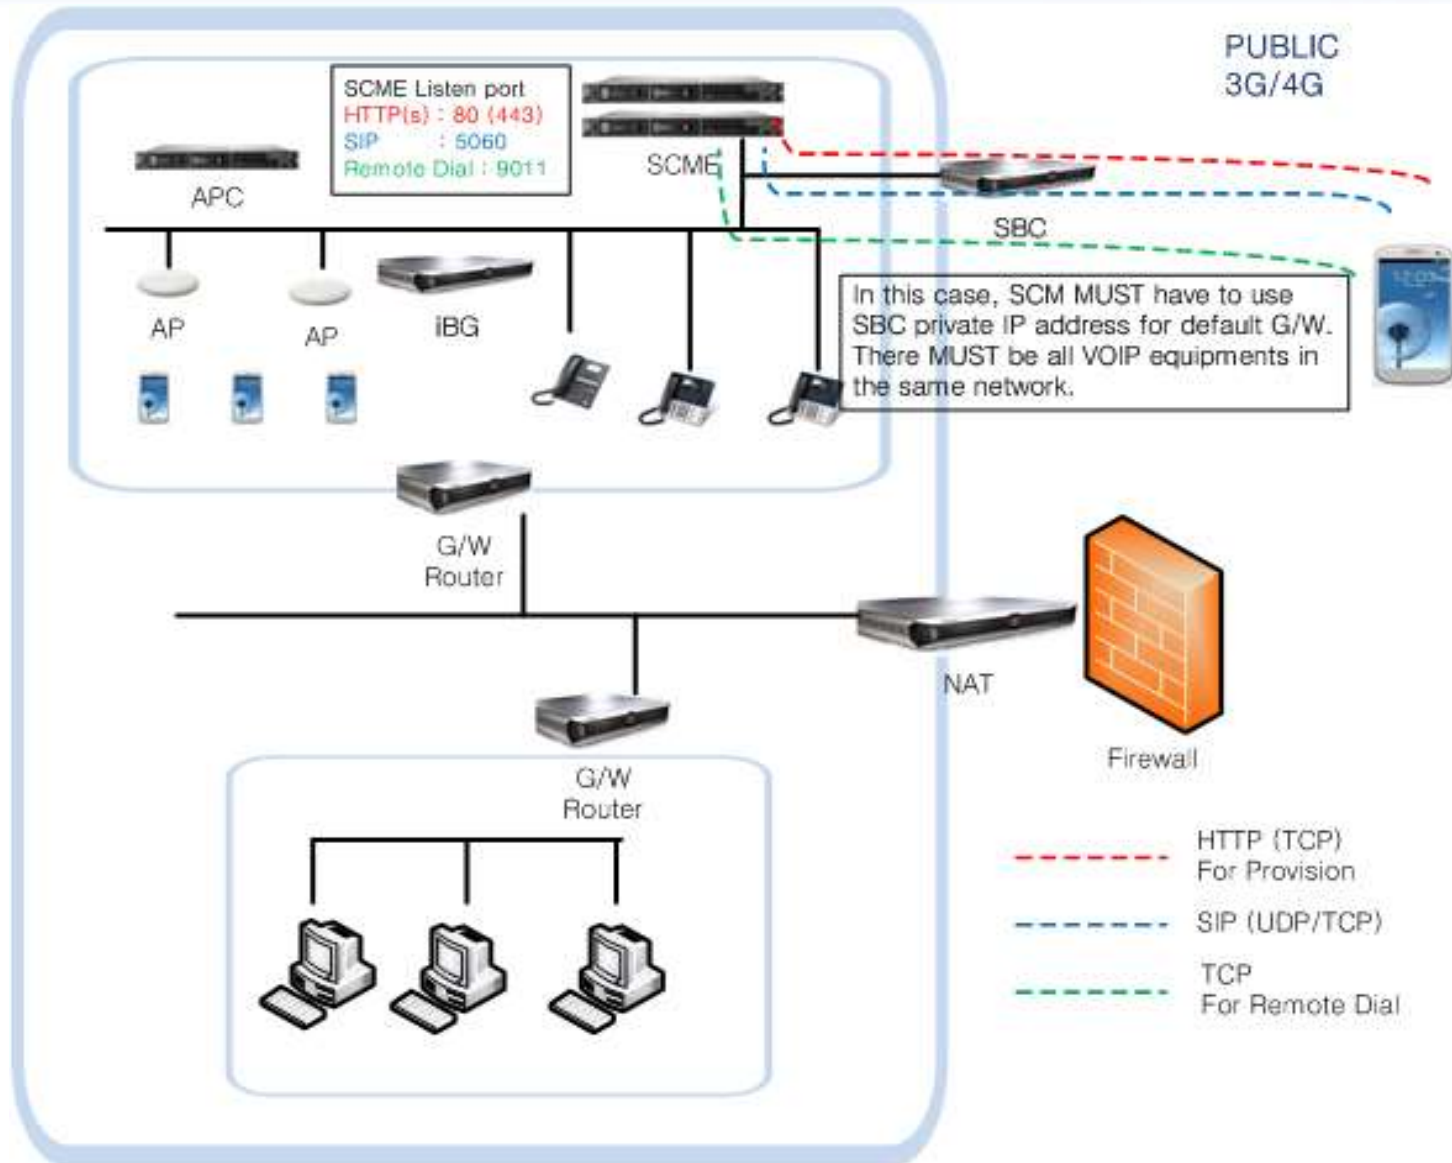 PUBLIC
3G/4G
SCME Listen port
HTTP(s) : 80 (443)
SIP : 5060
Remote Dial : 9011
SCME
APC
SBC
AP
AP
iBG
In this case, SCM MUST have to use
SBC private IP address for default G/W.
There MUST be all VOIP equipments in
the same network.
G/W
Router
NAT
Firewall
G/W
Router
HTTP (TCP)
For Provision
SIP (UDP/TCP)
TCP
For Remote Dial